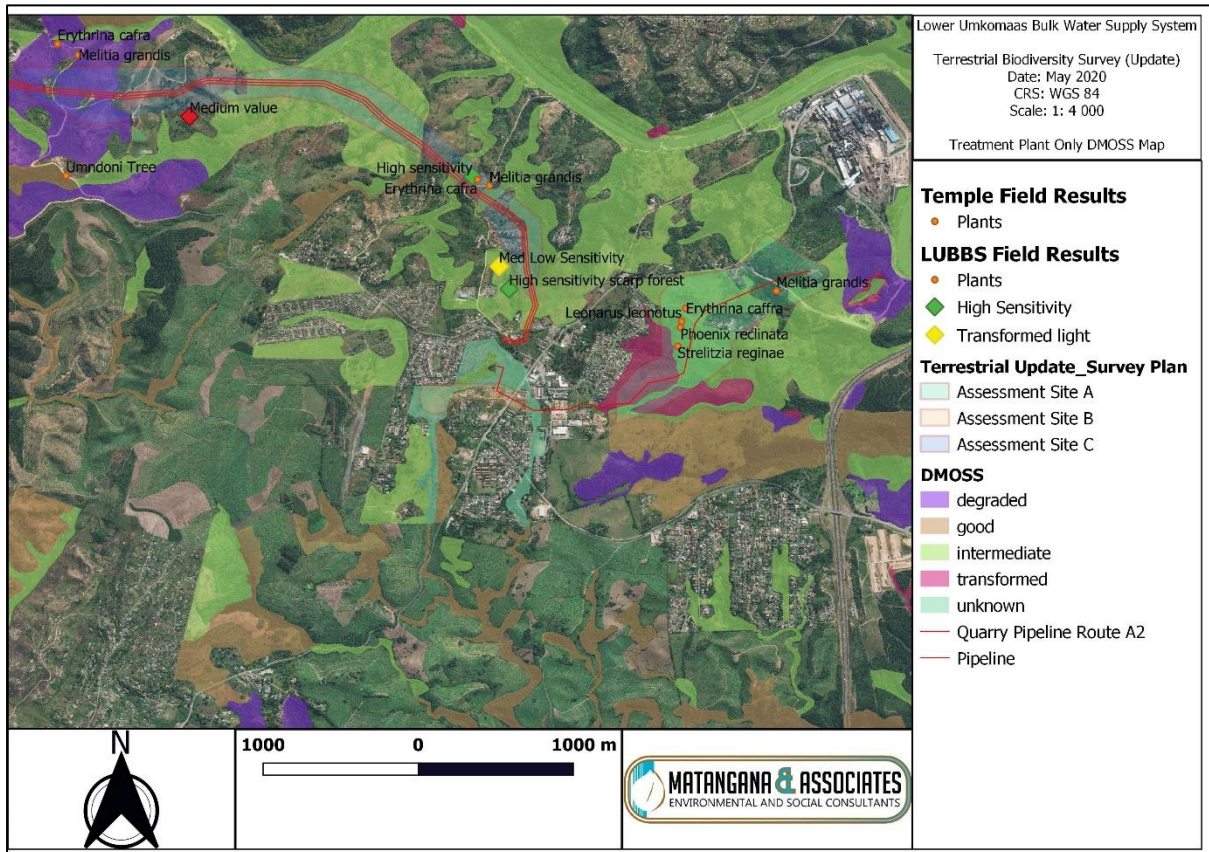 Erythrina cafra
Melitia grandis
Medium value
Umndoni Tree
High sensitivity
Melitia grandis
Erythrina cafra
Med Low Sensitivity
High sensitivity scarp forest
Melitia grandis
Leonarus leonotus
Erythrina caffra
Phoenix reclinata
Strelitzia reginae
Lower Umkomaas Bulk Water Supply System
Terrestrial Biodiversity Survey (Update)
Date: May 2020
CRS: WGS 84
Scale: 1: 4 000
Treatment Plant Only DMOSS Map
Temple Field Results
Plants
LUBBS Field Results
Plants
High Sensitivity
Transformed light
Terrestrial Update_Survey Plan
Assessment Site A
Assessment Site B
Assessment Site C
DMOSS
degraded
good
intermediate
transformed
unknown
Quarry Pipeline Route A2
Pipeline
N
1000 0 1000 m
MATANGANA & ASSOCIATES
ENVIRONMENTAL AND SOCIAL CONSULTANTS